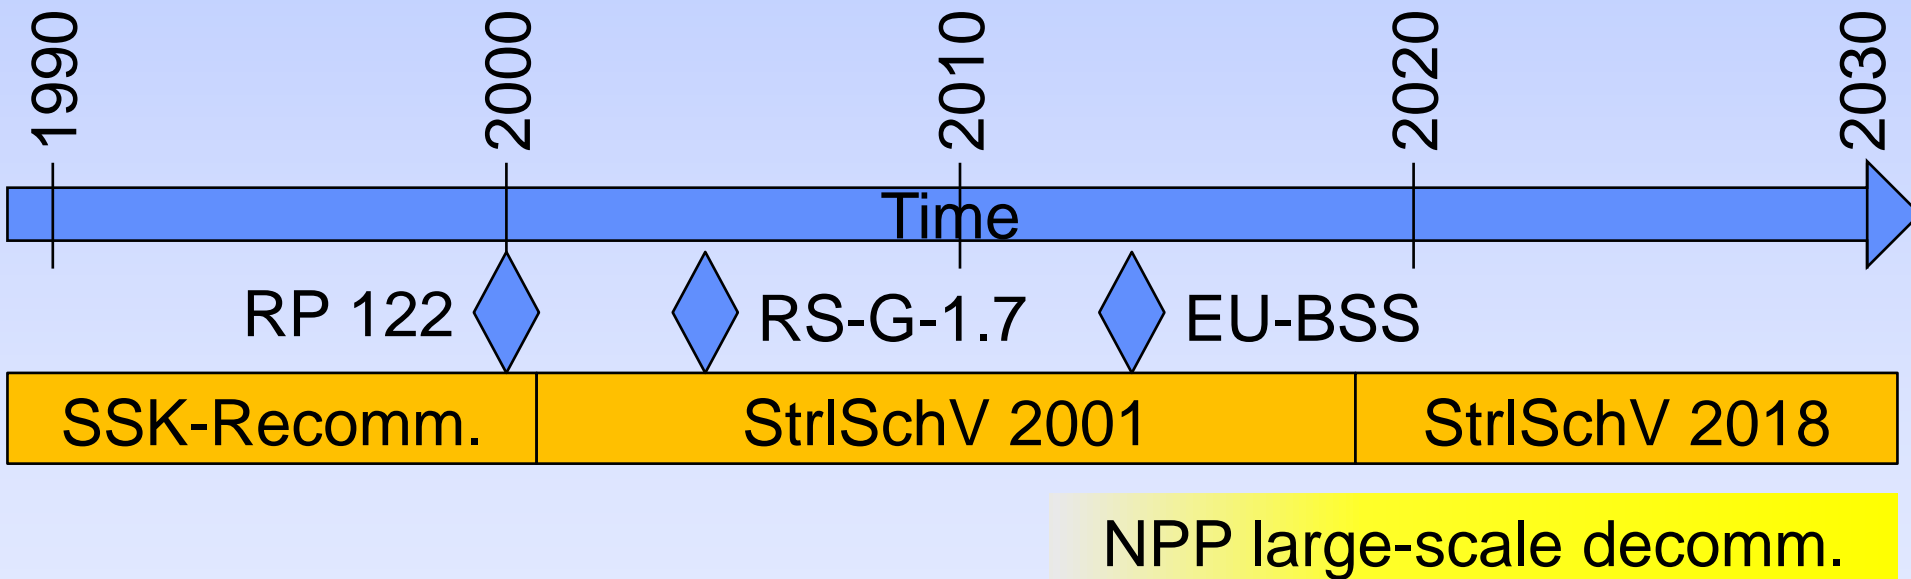 1990
2000
2010
2020
2030
Time
RP 122
RS-G-1.7
EU-BSS
SSK-Recomm.
StrlSchV 2001
StrlSchV 2018
NPP large-scale decomm.